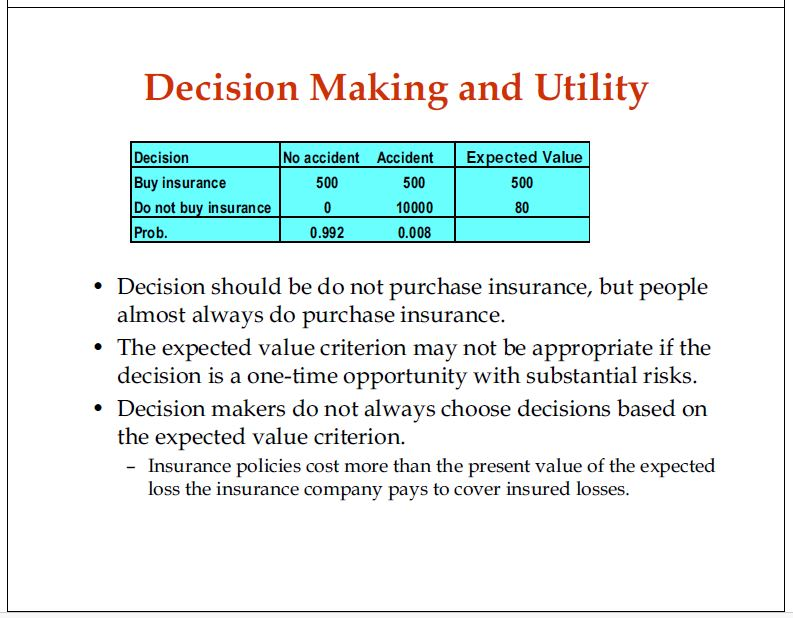 Decision Making and Utility
Decision No accident Accident Expected Value
Buy insurance 500 500 500
Do not buy insurance 0 10000 80
Prob. 0.992 0.008
• Decision should be do not purchase insurance, but people
almost always do purchase insurance.
• The expected value criterion may not be appropriate if the
decision is a one-time opportunity with substantial risks.
• Decision makers do not always choose decisions based on
the expected value criterion.
– Insurance policies cost more than the present value of the expected
loss the insurance company pays to cover insured losses.